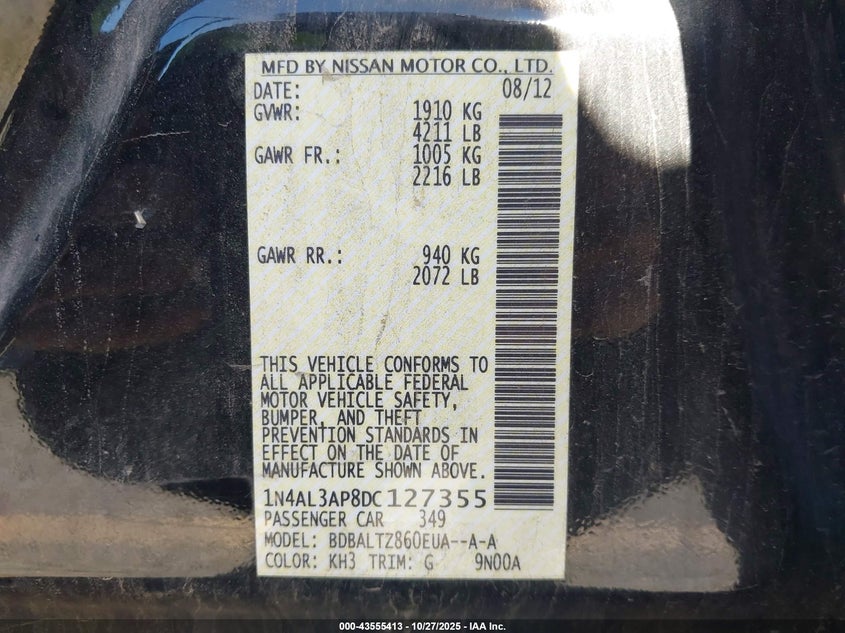 MFD BY NISSAN MOTOR CO., LTD.
DATE: 08/12
GVWR: 1910 KG
4211 LB
GAWR FR.: 1005 KG
2216 LB
GAWR RR.: 940 KG
2072 LB
THIS VEHICLE CONFORMS TO
ALL APPLICABLE FEDERAL
MOTOR VEHICLE SAFETY,
BUMPER, AND THEFT
PREVENTION STANDARDS IN
EFFECT ON THE DATE OF
MANUFACTURE SHOWN ABOVE.
1N4AL3AP8DC127355
PASSENGER CAR 349
MODEL: BDBALTZ860EUA--A-A
COLOR: KH3 TRIM: G 9N00A
000-43555413 - 10/27/2025 - IAA Inc.